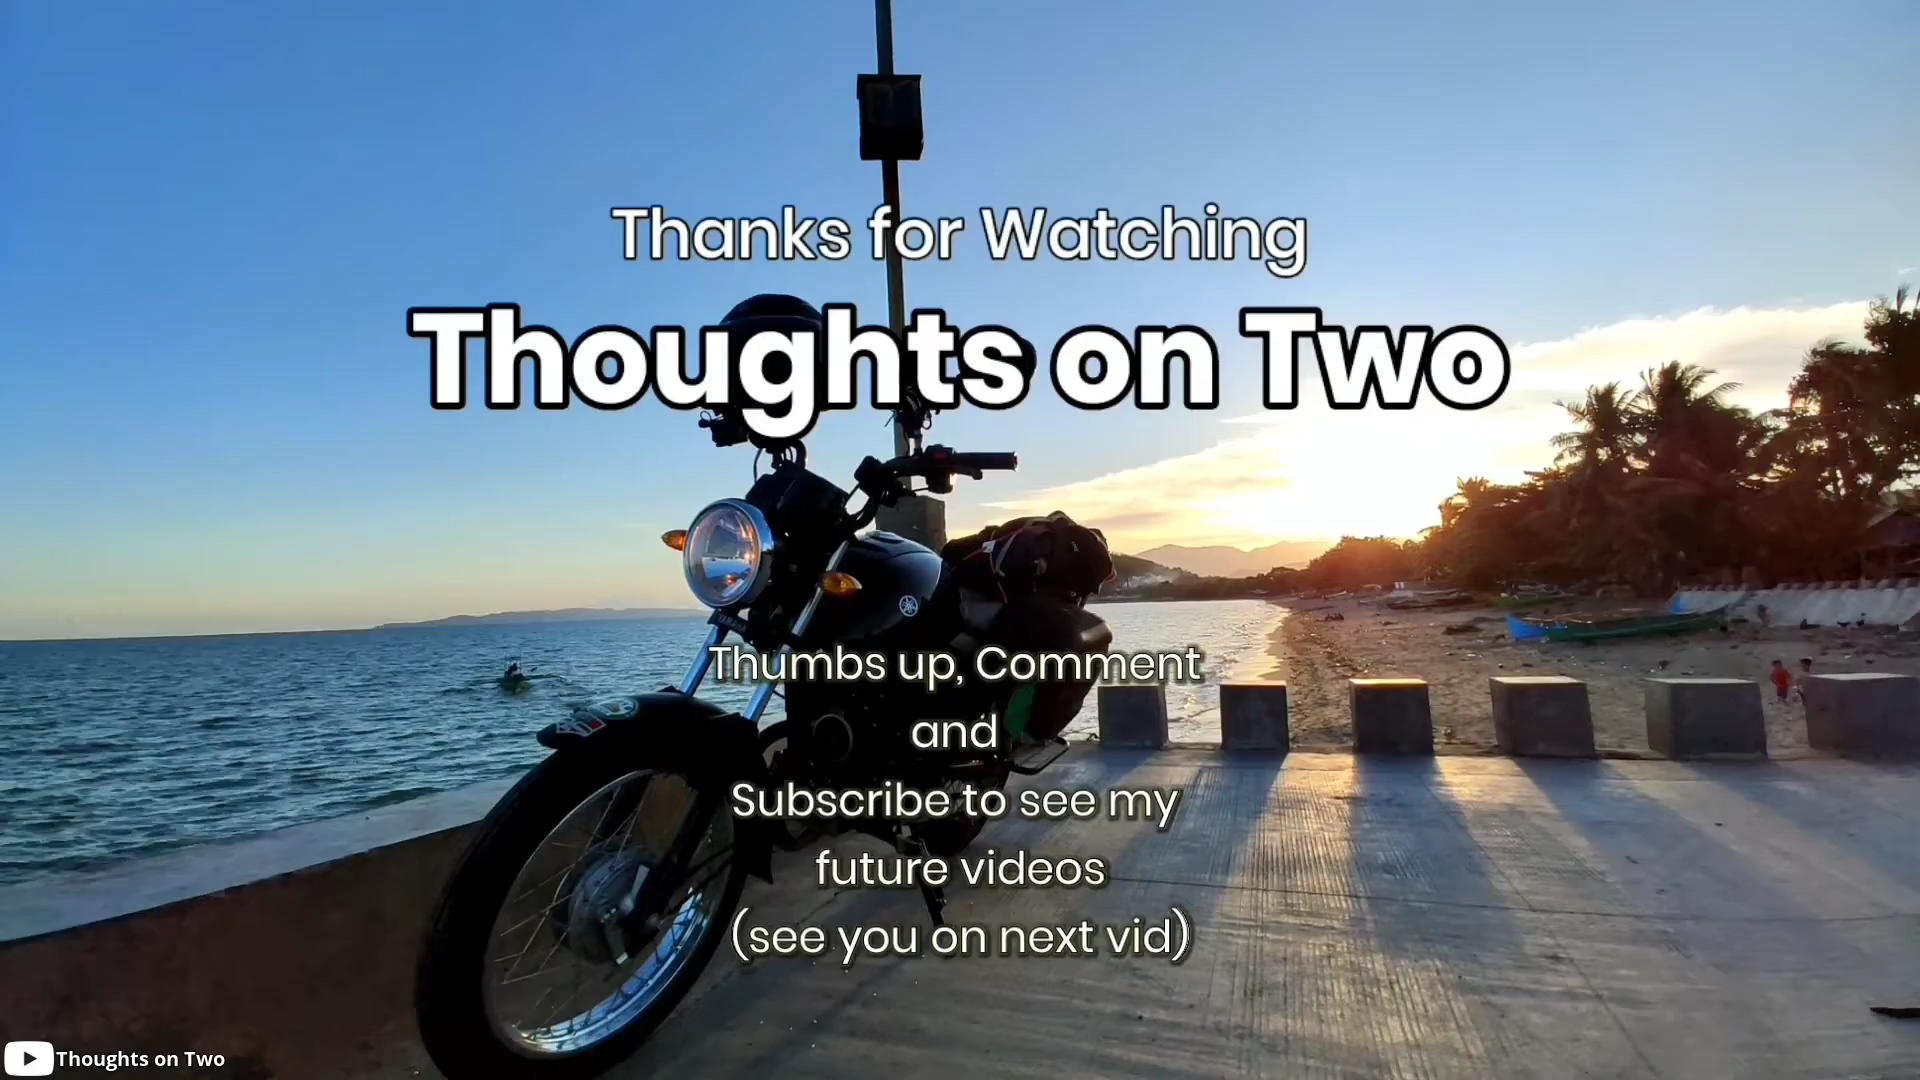 Thanks for Watching
Thoughts on Two
YAMAHA
Thumbs up, Comment
and
Subscribe to see my
future videos
(see you on next vid)
Thoughts on Two